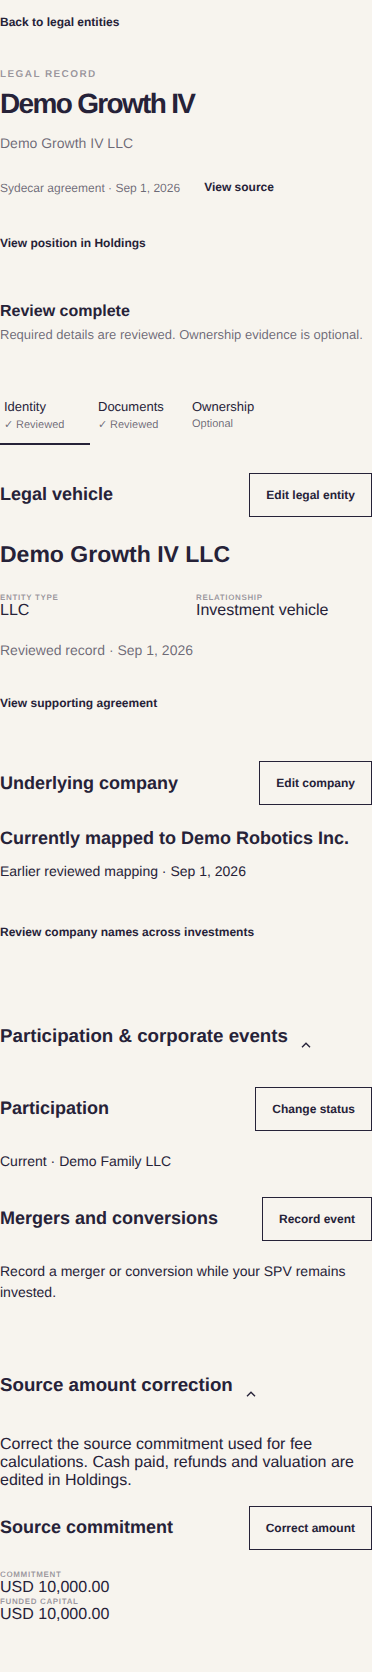 Back to legal entities
LEGAL RECORD
Demo Growth IV
Demo Growth IV LLC
Sydecar agreement · Sep 1, 2026 View source
View position in Holdings
Review complete
Required details are reviewed. Ownership evidence is optional.
Identity Documents Ownership
✓ Reviewed ✓ Reviewed Optional
Legal vehicle Edit legal entity
Demo Growth IV LLC
ENTITY TYPE RELATIONSHIP
LLC Investment vehicle
Reviewed record · Sep 1, 2026
View supporting agreement
Underlying company Edit company
Currently mapped to Demo Robotics Inc.
Earlier reviewed mapping · Sep 1, 2026
Review company names across investments
Participation & corporate events
Participation Change status
Current · Demo Family LLC
Mergers and conversions Record event
Record a merger or conversion while your SPV remains
invested.
Source amount correction
Correct the source commitment used for fee
calculations. Cash paid, refunds and valuation are
edited in Holdings.
Source commitment Correct amount
COMMITMENT
USD 10,000.00
FUNDED CAPITAL
USD 10,000.00